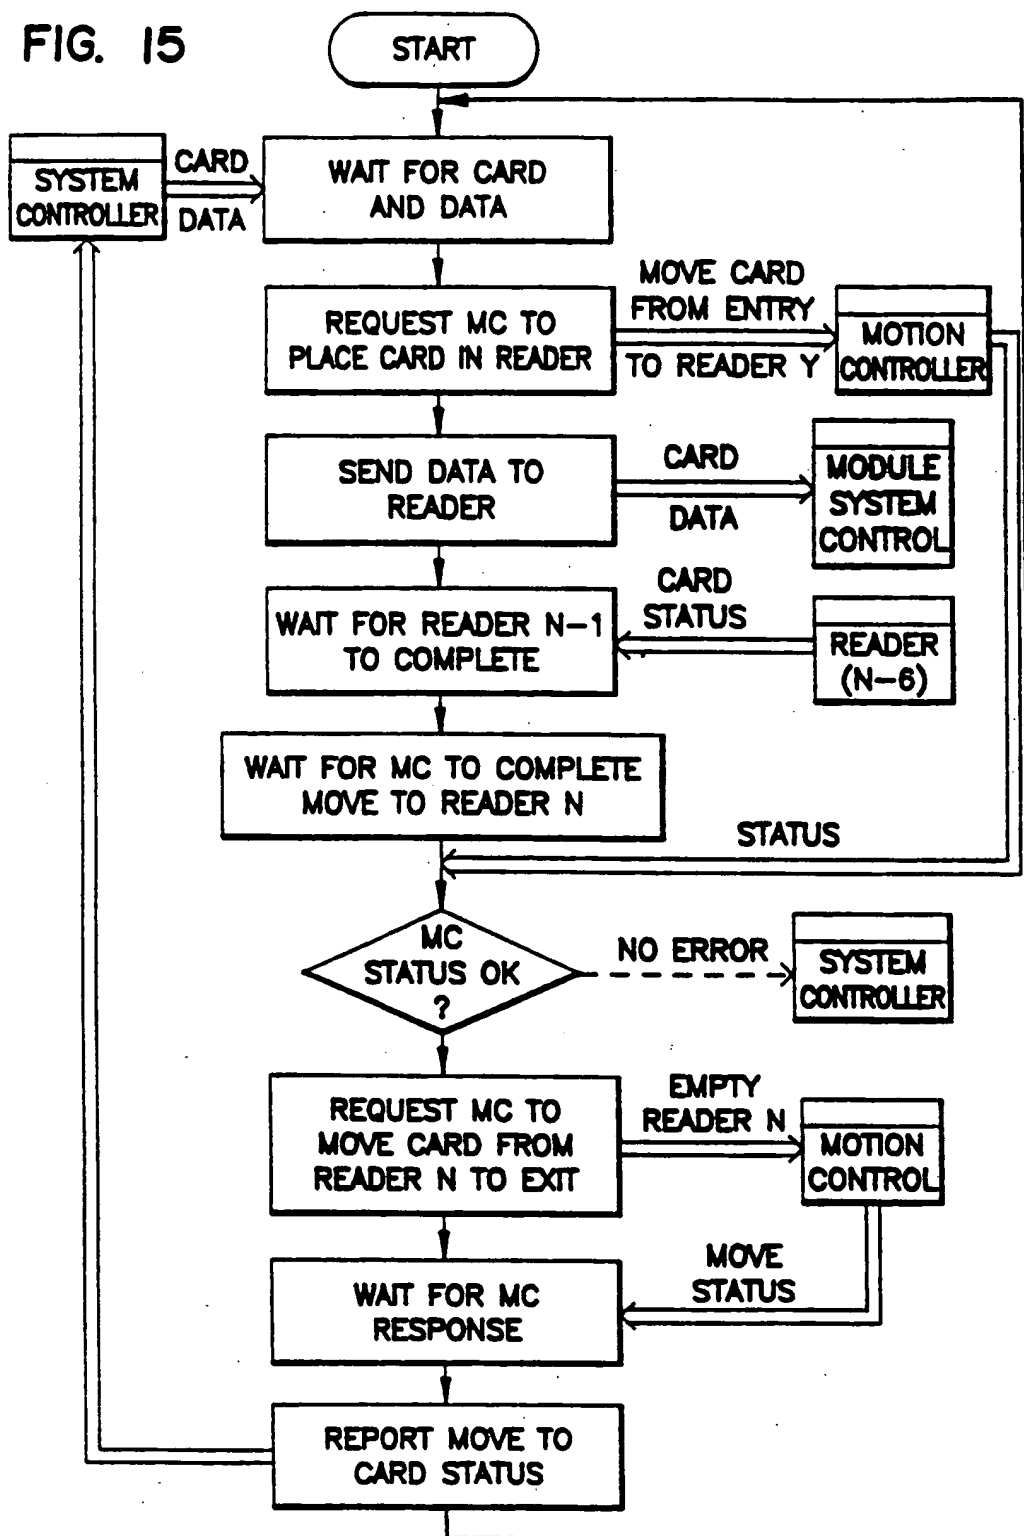 FIG. 15
START
SYSTEM
CONTROLLER
CARD
DATA
WAIT FOR CARD
AND DATA
REQUEST MC TO
PLACE CARD IN READER
MOVE CARD
FROM ENTRY
TO READER Y
MOTION
CONTROLLER
SEND DATA TO
READER
CARD
DATA
MODULE
SYSTEM
CONTROL
WAIT FOR READER N-1
TO COMPLETE
CARD
STATUS
READER
(N-6)
WAIT FOR MC TO COMPLETE
MOVE TO READER N
STATUS
MC
STATUS OK
?
NO ERROR
SYSTEM
CONTROLLER
REQUEST MC TO
MOVE CARD FROM
READER N TO EXIT
EMPTY
READER N
MOTION
CONTROL
WAIT FOR MC
RESPONSE
MOVE
STATUS
REPORT MOVE TO
CARD STATUS